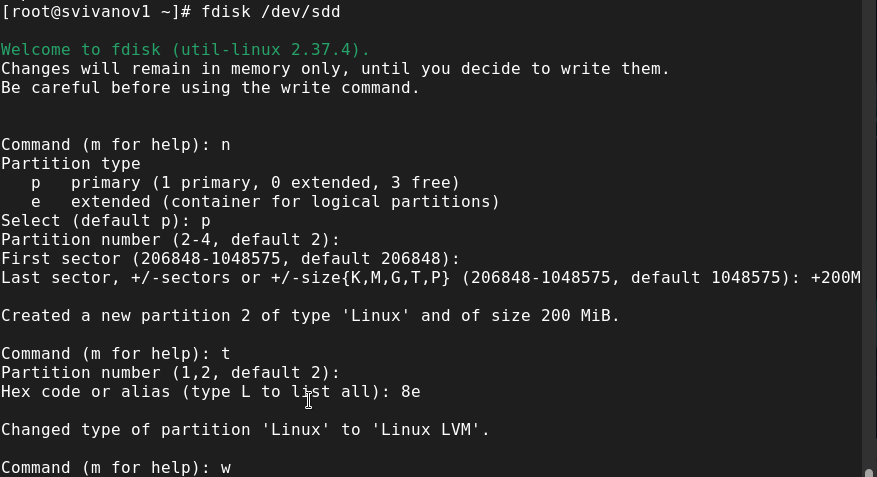 [root@svivanov1 ~]# fdisk /dev/sdd
Welcome to fdisk (util-linux 2.37.4).
Changes will remain in memory only, until you decide to write them.
Be careful before using the write command.
Command (m for help): n
Partition type
   p   primary (1 primary, 0 extended, 3 free)
   e   extended (container for logical partitions)
Select (default p): p
Partition number (2-4, default 2):
First sector (206848-1048575, default 206848):
Last sector, +/-sectors or +/-size{K,M,G,T,P} (206848-1048575, default 1048575): +200M
Created a new partition 2 of type 'Linux' and of size 200 MiB.
Command (m for help): t
Partition number (1,2, default 2):
Hex code or alias (type L to list all): 8e
Changed type of partition 'Linux' to 'Linux LVM'.
Command (m for help): w